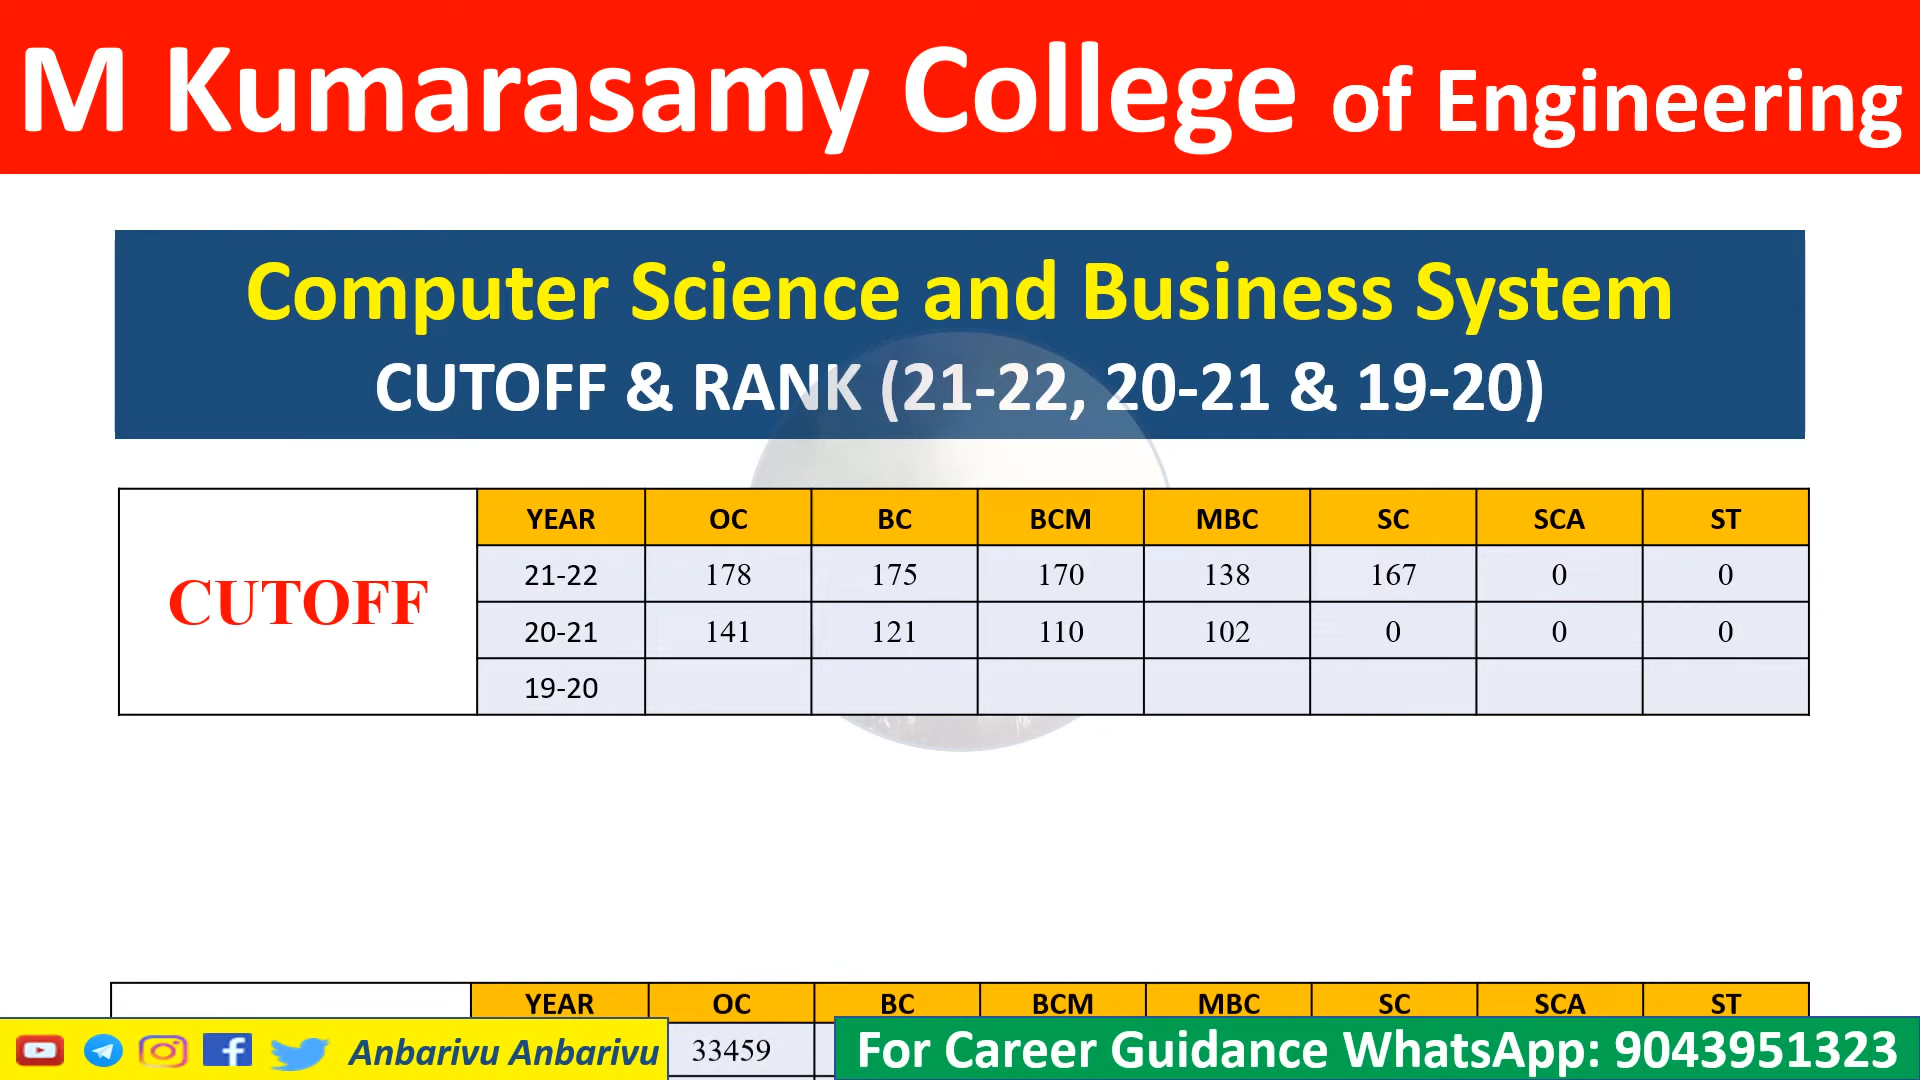 M Kumarasamy College of Engineering
Computer Science and Business System
CUTOFF & RANK (21-22, 20-21 & 19-20)
CUTOFF
YEAR OC BC BCM MBC SC SCA ST
21-22 178 175 170 138 167 0 0
20-21 141 121 110 102 0 0 0
19-20
YEAR OC BC BCM MBC SC SCA ST
33459
Anbarivu Anbarivu
For Career Guidance WhatsApp: 9043951323